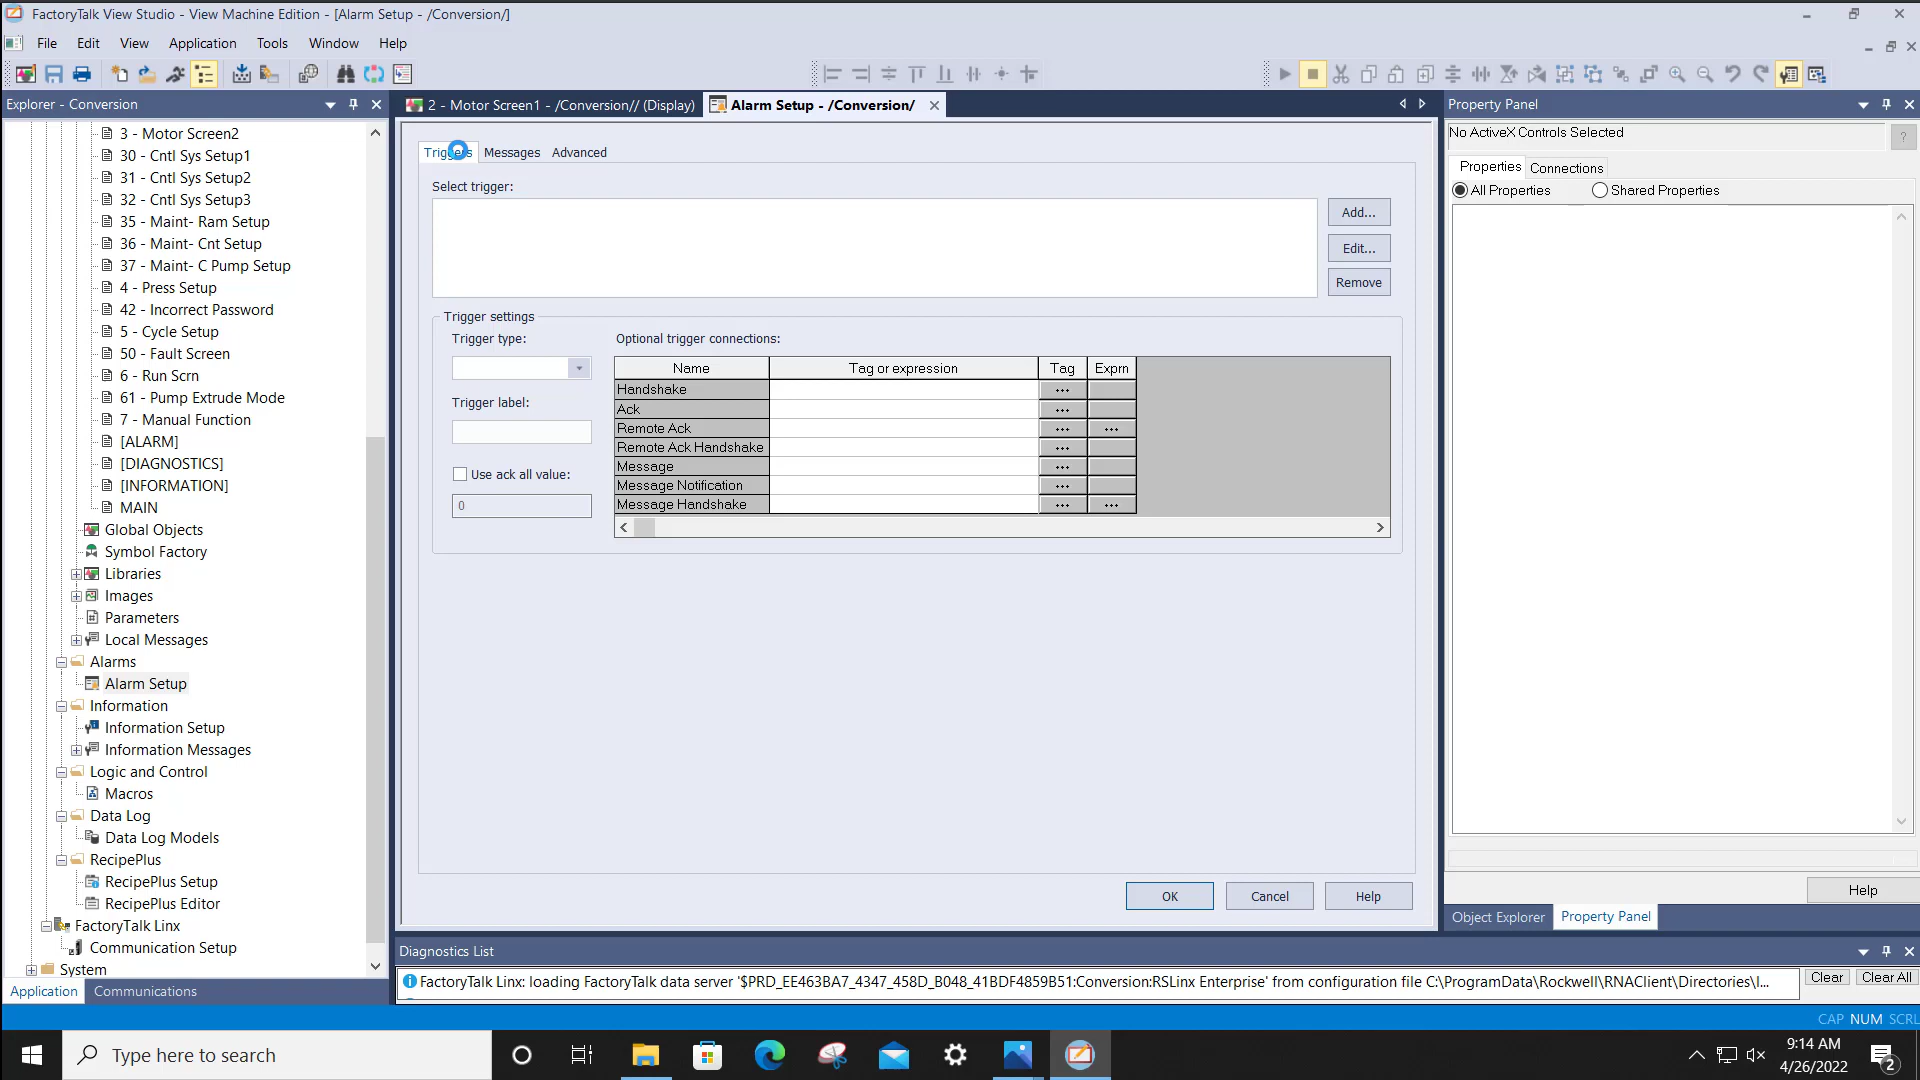 FactoryTalk View Studio - View Machine Edition - [Alarm Setup - /Conversion/]
File Edit View Application Tools Window Help
Explorer - Conversion
3 - Motor Screen2
30 - Cntl Sys Setup1
31 - Cntl Sys Setup2
32 - Cntl Sys Setup3
35 - Maint- Ram Setup
36 - Maint- Cnt Setup
37 - Maint- C Pump Setup
4 - Press Setup
42 - Incorrect Password
5 - Cycle Setup
50 - Fault Screen
6 - Run Scrn
61 - Pump Extrude Mode
7 - Manual Function
[ALARM]
[DIAGNOSTICS]
[INFORMATION]
MAIN
Global Objects
Symbol Factory
Libraries
Images
Parameters
Local Messages
Alarms
Alarm Setup
Information
Information Setup
Information Messages
Logic and Control
Macros
Data Log
Data Log Models
RecipePlus
RecipePlus Setup
RecipePlus Editor
FactoryTalk Linx
Communication Setup
System
Application Communications
2 - Motor Screen1 - /Conversion// (Display) Alarm Setup - /Conversion/
Triggers Messages Advanced
Select trigger:
Add...
Edit...
Remove
Trigger settings
Trigger type:
Trigger label:
Use ack all value:
0
Optional trigger connections:
Name Tag or expression Tag Exprn
Handshake ...
Ack ...
Remote Ack ... ...
Remote Ack Handshake ...
Message ...
Message Notification ...
Message Handshake ... ...
OK Cancel Help
Property Panel
No ActiveX Controls Selected
?
Properties Connections
All Properties Shared Properties
Help
Object Explorer Property Panel
Diagnostics List
FactoryTalk Linx: loading FactoryTalk data server '$PRD_EE463BA7_4347_458D_B048_41BDF4859B51:Conversion:RSLinx Enterprise' from configuration file C:\ProgramData\Rockwell\RNAClient\Directories\l...
Clear Clear All
CAP NUM SCRL
Type here to search
9:14 AM
4/26/2022
2